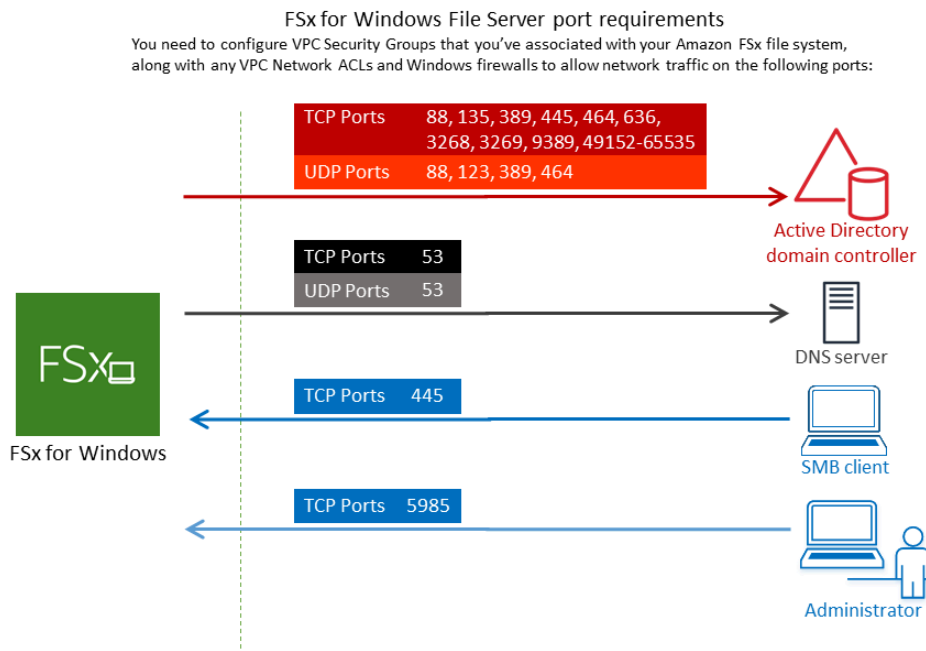 FSx for Windows File Server port requirements
You need to configure VPC Security Groups that you've associated with your Amazon FSx file system,
along with any VPC Network ACLs and Windows firewalls to allow network traffic on the following ports:
TCP Ports 88, 135, 389, 445, 464, 636,
3268, 3269, 9389, 49152-65535
UDP Ports 88, 123, 389, 464
Active Directory
domain controller
TCP Ports 53
UDP Ports 53
DNS server
FSx
FSx for Windows
TCP Ports 445
SMB client
TCP Ports 5985
Administrator